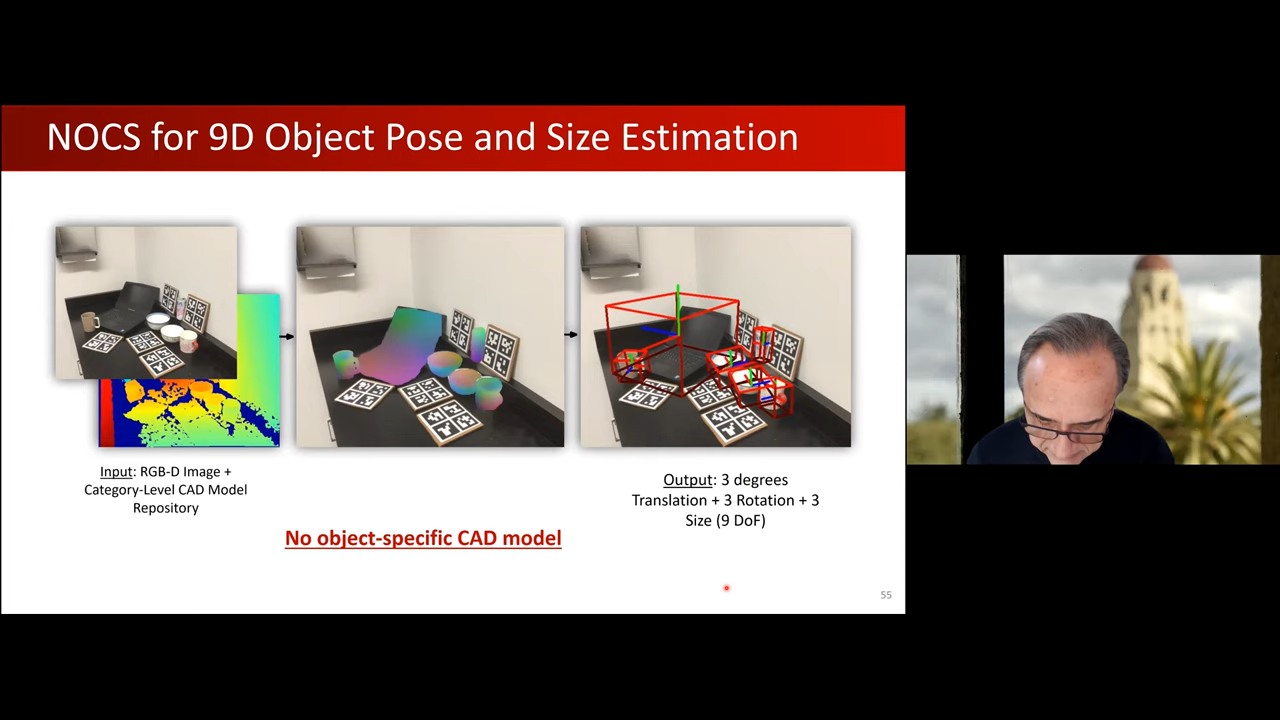 NOCS for 9D Object Pose and Size Estimation
Input: RGB-D Image +
Category-Level CAD Model
Repository
Output: 3 degrees
Translation + 3 Rotation + 3
Size (9 DoF)
No object-specific CAD model
55